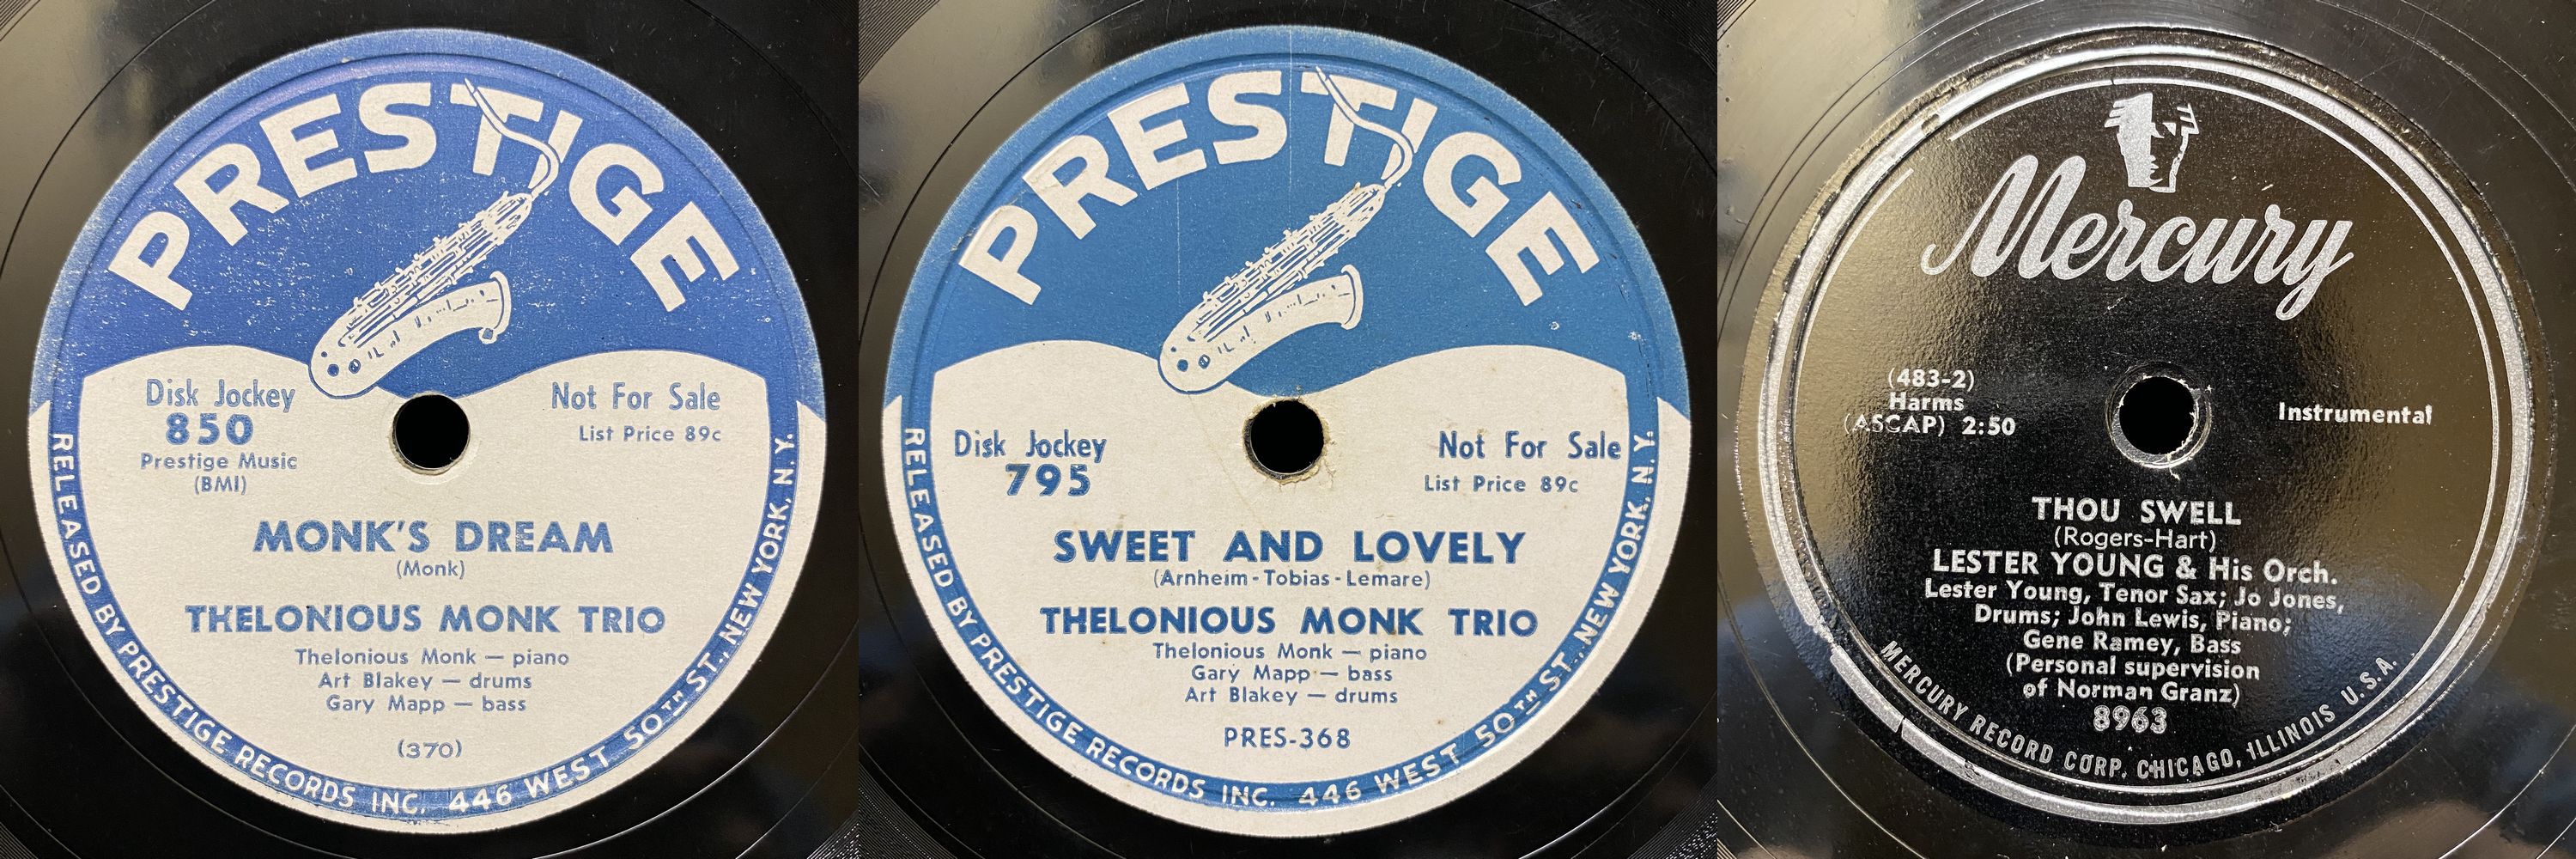 PRESTIGE
Disk Jockey
850
Prestige Music
(BMI)
Not For Sale
List Price 89c
MONK'S DREAM
(Monk)
THELONIOUS MONK TRIO
Thelonious Monk — piano
Art Blakey — drums
Gary Mapp — bass
(370)
RELEASED BY PRESTIGE RECORDS INC. 446 WEST 50TH ST., NEW YORK, N.Y.
PRESTIGE
Disk Jockey
795
Not For Sale
List Price 89c
SWEET AND LOVELY
(Arnheim-Tobias-Lemare)
THELONIOUS MONK TRIO
Thelonious Monk — piano
Gary Mapp — bass
Art Blakey — drums
PRES-368
RELEASED BY PRESTIGE RECORDS INC. 446 WEST 50TH ST., NEW YORK, N.Y.
Mercury
(483-2)
Harms
(ASCAP) 2:50
Instrumental
THOU SWELL
(Rogers-Hart)
LESTER YOUNG & His Orch.
Lester Young, Tenor Sax; Jo Jones,
Drums; John Lewis, Piano;
Gene Ramey, Bass
(Personal supervision
of Norman Granz)
8963
MERCURY RECORD CORP. CHICAGO, ILLINOIS U.S.A.